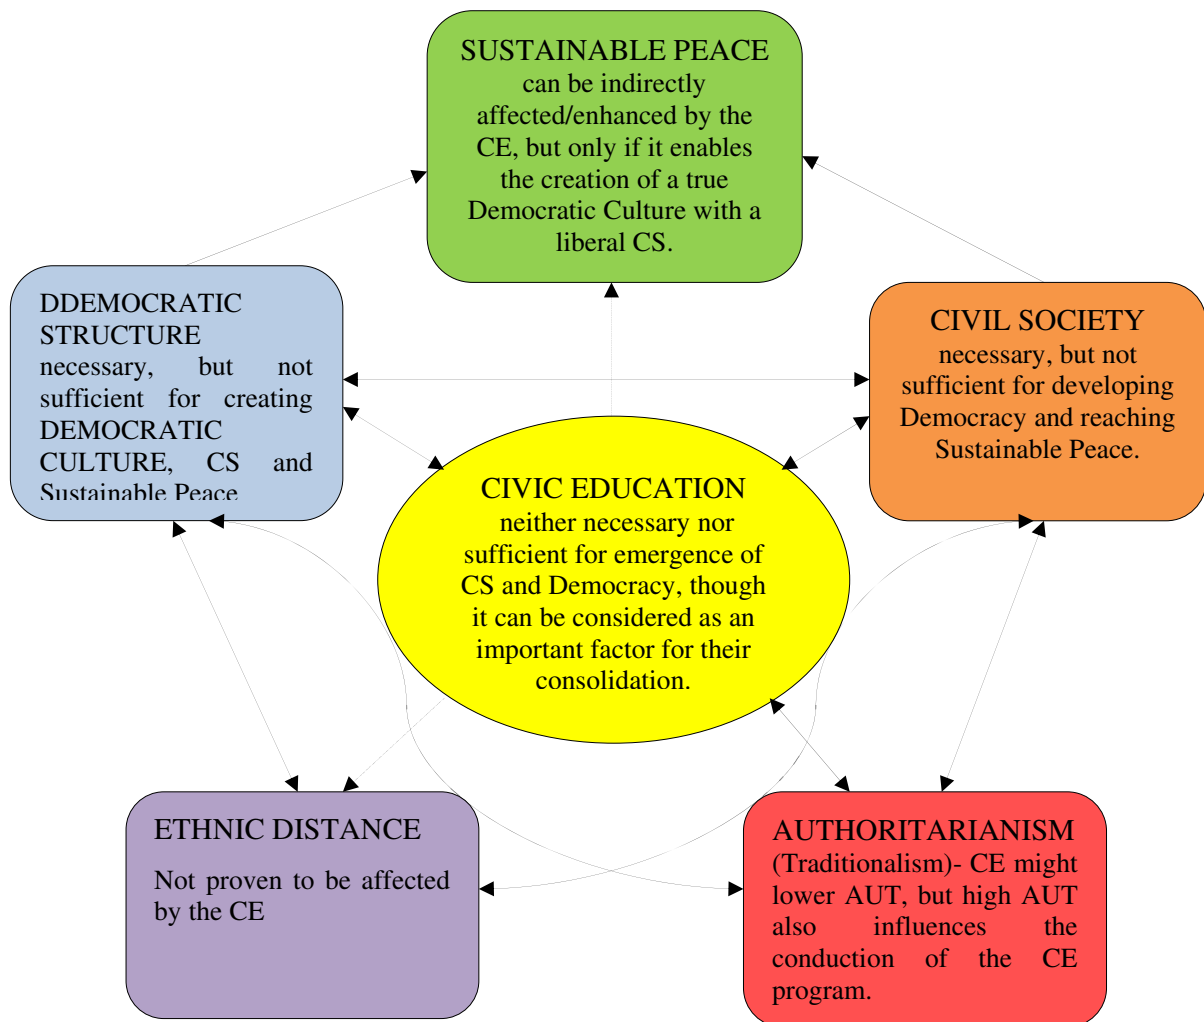 SUSTAINABLE PEACE
can be indirectly
affected/enhanced by the
CE, but only if it enables
the creation of a true
Democratic Culture with a
liberal CS.
DDEMOCRATIC
STRUCTURE
necessary, but not
sufficient for creating
DEMOCRATIC
CULTURE, CS and
Sustainable Peace
CIVIL SOCIETY
necessary, but not
sufficient for developing
Democracy and reaching
Sustainable Peace.
CIVIC EDUCATION
neither necessary nor
sufficient for emergence of
CS and Democracy, though
it can be considered as an
important factor for their
consolidation.
ETHNIC DISTANCE
Not proven to be affected
by the CE
AUTHORITARIANISM
(Traditionalism)- CE might
lower AUT, but high AUT
also influences the
conduction of the CE
program.